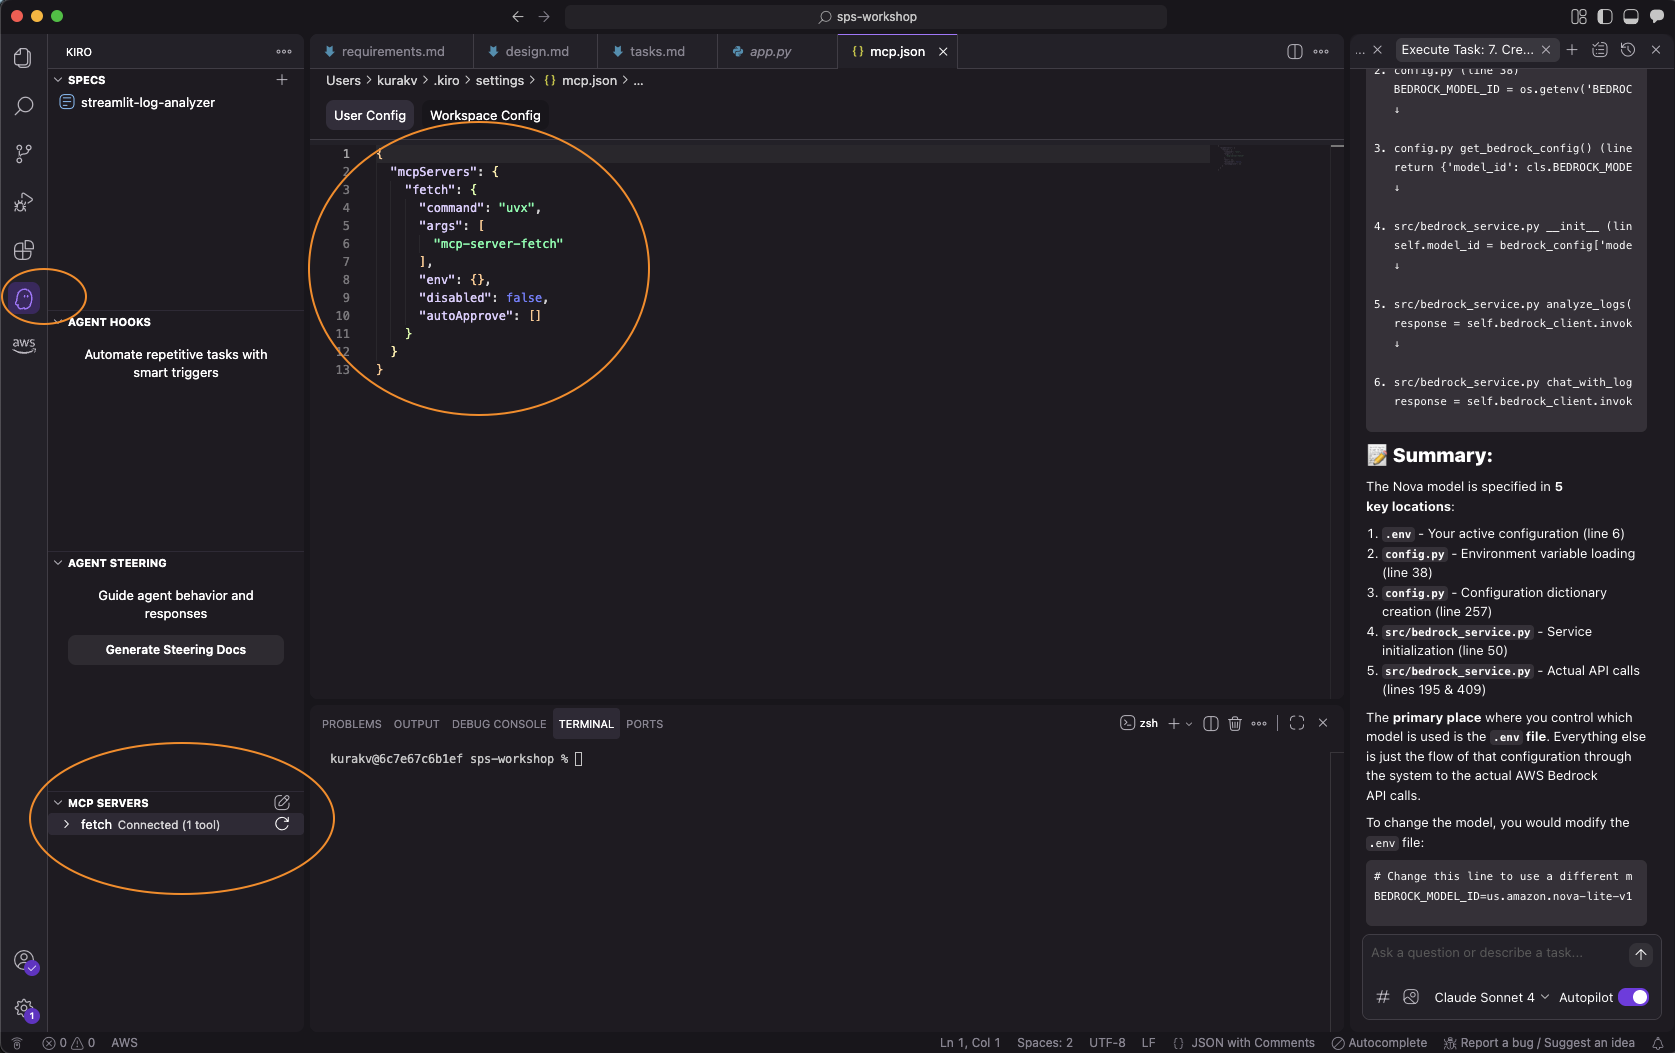 sps-workshop
KIRO
SPECS
streamlit-log-analyzer
AGENT HOOKS
Automate repetitive tasks with
smart triggers
AGENT STEERING
Guide agent behavior and
responses
Generate Steering Docs
MCP SERVERS
fetch Connected (1 tool)
aws
1
requirements.md
design.md
tasks.md
app.py
{} mcp.json
Users > kurakv > .kiro > settings > {} mcp.json > ...
User Config
Workspace Config
1 {
2 "mcpServers": {
3 "fetch": {
4 "command": "uvx",
5 "args": [
6 "mcp-server-fetch"
7 ],
8 "env": {},
9 "disabled": false,
10 "autoApprove": []
11 }
12 }
13 }
PROBLEMS OUTPUT DEBUG CONSOLE TERMINAL PORTS
zsh
kurakv@6c7e67c6b1ef sps-workshop %
... Execute Task: 7. Cre...
2. config.py (line 38)
BEDROCK_MODEL_ID = os.getenv('BEDROC
↓
3. config.py get_bedrock_config() (line
return {'model_id': cls.BEDROCK_MODE
↓
4. src/bedrock_service.py __init__ (lin
self.model_id = bedrock_config['mode
↓
5. src/bedrock_service.py analyze_logs(
response = self.bedrock_client.invok
↓
6. src/bedrock_service.py chat_with_log
response = self.bedrock_client.invok
📝 Summary:
The Nova model is specified in 5
key locations:
1. .env - Your active configuration (line 6)
2. config.py - Environment variable loading
(line 38)
3. config.py - Configuration dictionary
creation (line 257)
4. src/bedrock_service.py - Service
initialization (line 50)
5. src/bedrock_service.py - Actual API calls
(lines 195 & 409)
The primary place where you control which
model is used is the .env file. Everything else
is just the flow of that configuration through
the system to the actual AWS Bedrock
API calls.
To change the model, you would modify the
.env file:
# Change this line to use a different m
BEDROCK_MODEL_ID=us.amazon.nova-lite-v1
Ask a question or describe a task...
# Claude Sonnet 4 Autopilot
0 0 AWS
Ln 1, Col 1 Spaces: 2 UTF-8 LF {} JSON with Comments Autocomplete Report a bug / Suggest an idea